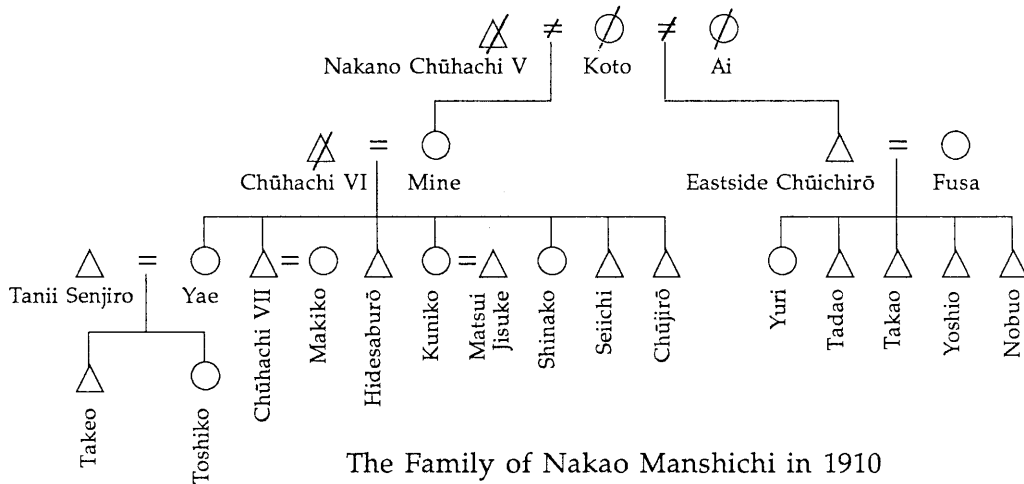 Nakano Chūhachi V
Koto
Ai
Chūhachi VI
Mine
Eastside Chūichirō
Fusa
Tanii Senjiro
Yae
Chūhachi VII
Makiko
Hidesaburō
Kuniko
Matsui
Jisuke
Shinako
Seiichi
Chūjirō
Yuri
Tadao
Takao
Yoshio
Nobuo
Takeo
Toshiko
The Family of Nakao Manshichi in 1910